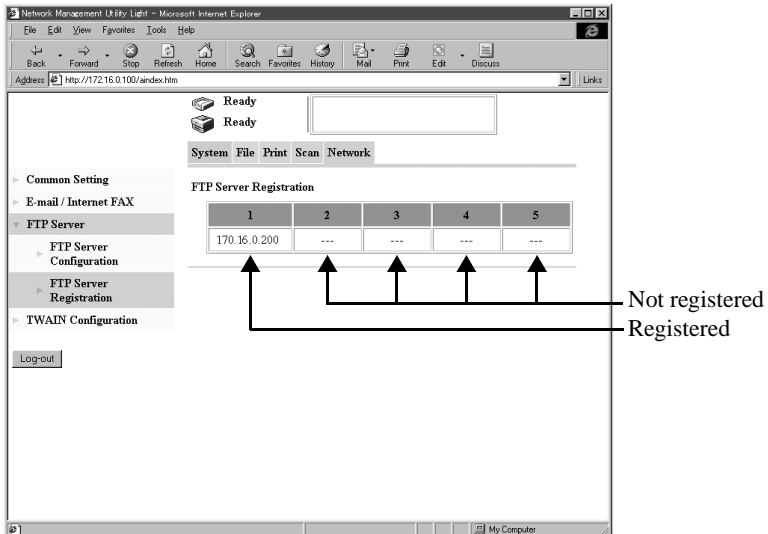 Network Management Utility Light - Microsoft Internet Explorer
File Edit View Favorites Tools Help
Back Forward Stop Refresh Home Search Favorites History Mail Print Edit Discuss
Address http://172.16.0.100/aindex.htm Links
Ready
Ready
System File Print Scan Network
Common Setting
E-mail / Internet FAX
FTP Server
FTP Server
Configuration
FTP Server
Registration
TWAIN Configuration
Log-out
FTP Server Registration
1 2 3 4 5
170.16.0.200 --- --- --- ---
Not registered
Registered
My Computer